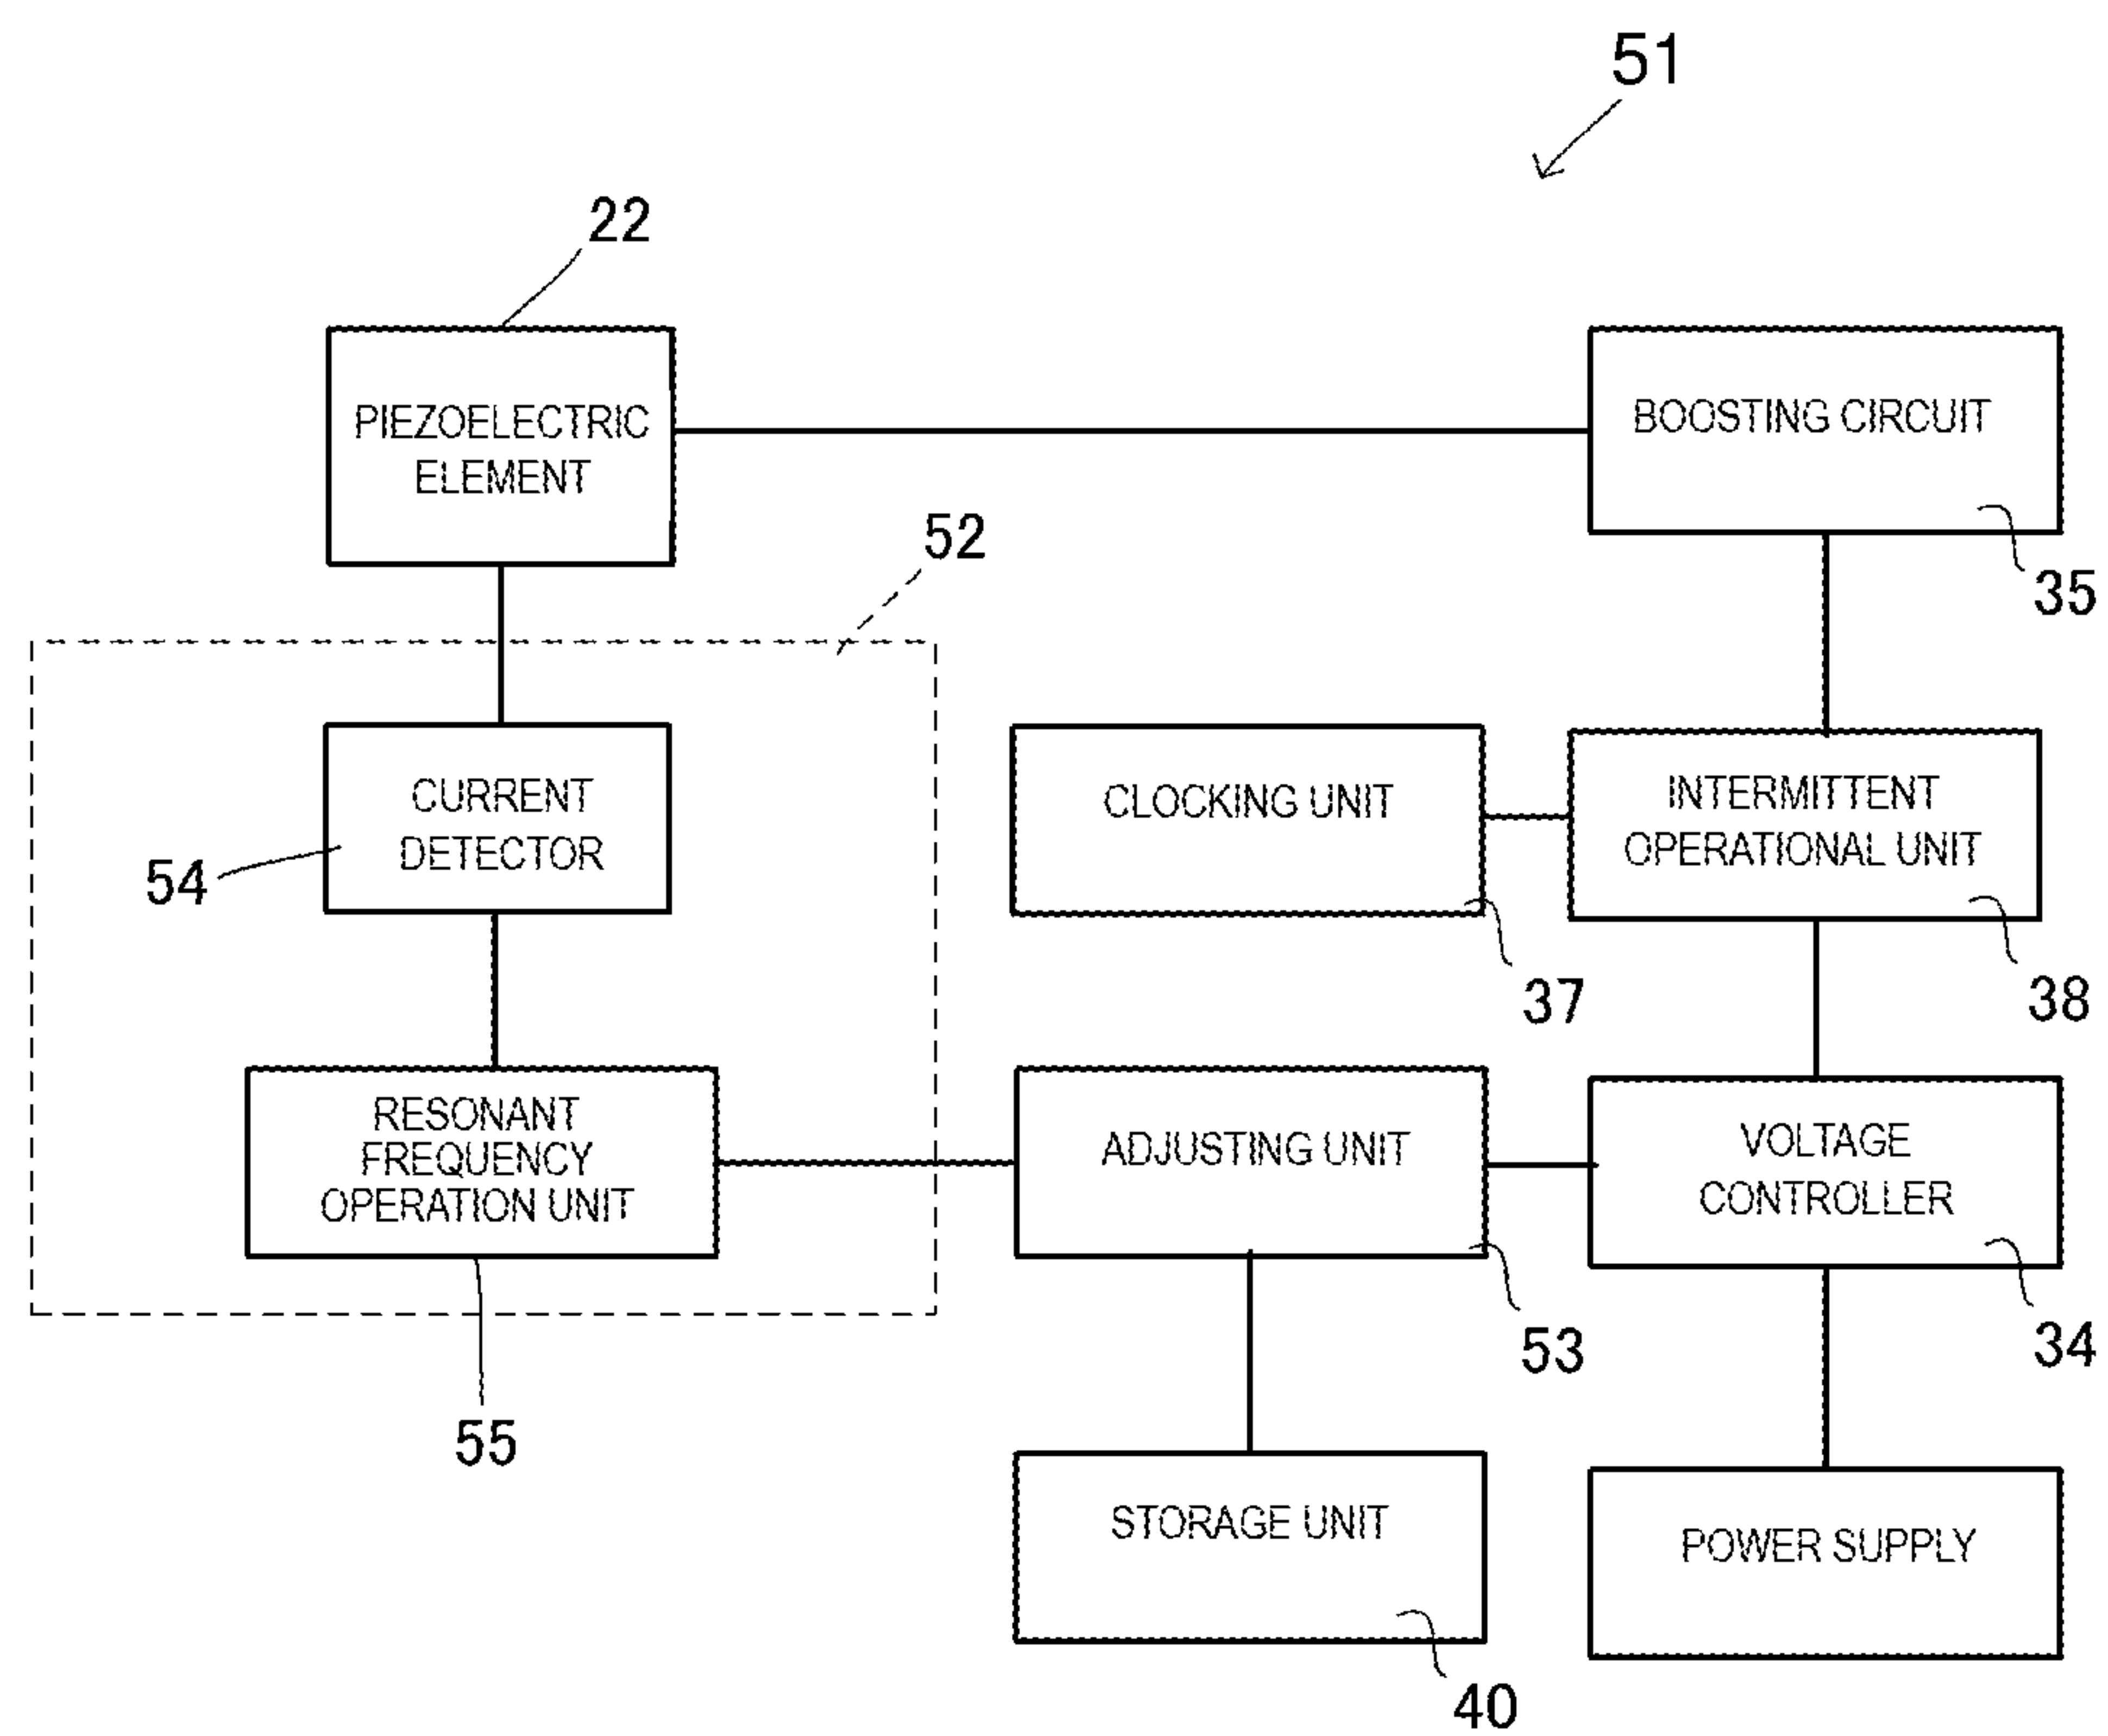 51
22
PIEZOELECTRIC
ELEMENT
BOOSTING CIRCUIT
52
35
CURRENT
DETECTOR
54
CLOCKING UNIT
INTERMITTENT
OPERATIONAL UNIT
37
38
RESONANT
FREQUENCY
OPERATION UNIT
ADJUSTING UNIT
VOLTAGE
CONTROLLER
53
34
55
STORAGE UNIT
POWER SUPPLY
40